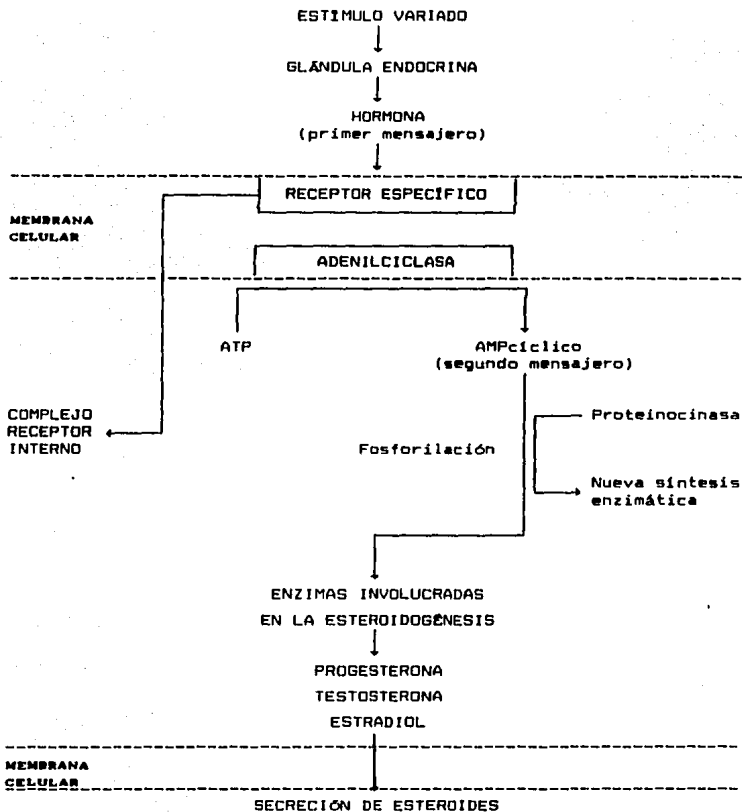 ESTÍMULO VARIADO
GLÁNDULA ENDOCRINA
HORMONA
(primer mensajero)
RECEPTOR ESPECÍFICO
MEMBRANA
CELULAR
ADENILCICLASA
ATP
AMPcíclico
(segundo mensajero)
COMPLEJO
RECEPTOR
INTERNO
Proteinocinasa
Fosforilación
Nueva síntesis
enzimática
ENZIMAS INVOLUCRADAS
EN LA ESTEROIDOGÉNESIS
PROGESTERONA
TESTOSTERONA
ESTRADIOL
MEMBRANA
CELULAR
SECRECIÓN DE ESTEROIDES